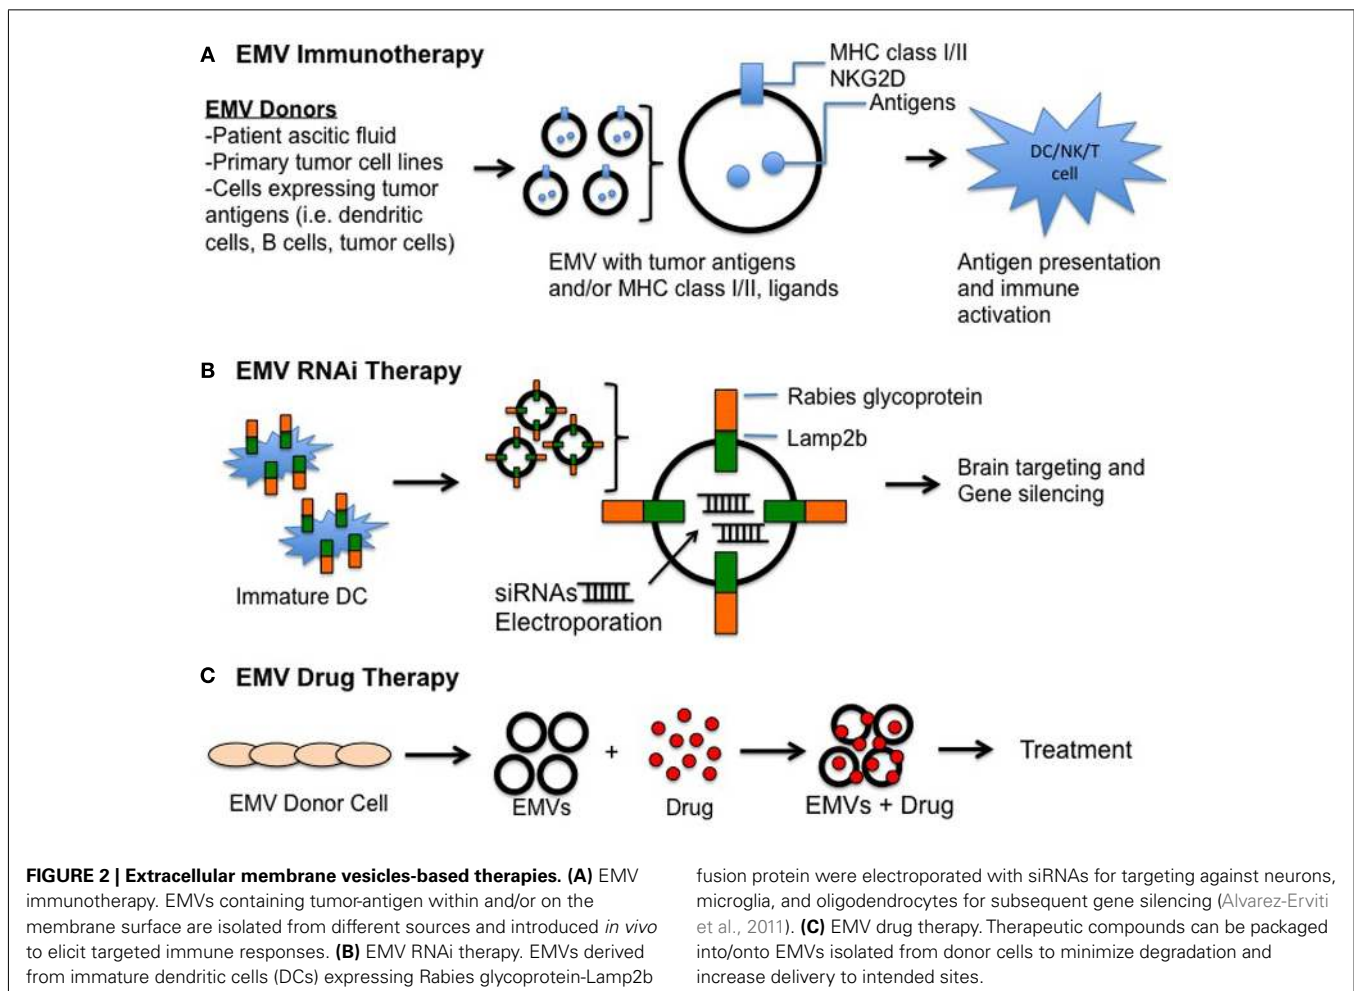 A EMV Immunotherapy
EMV Donors
-Patient ascitic fluid
-Primary tumor cell lines
-Cells expressing tumor
antigens (i.e. dendritic
cells, B cells, tumor cells)
MHC class I/II
NKG2D
Antigens
EMV with tumor antigens
and/or MHC class I/II, ligands
DC/NK/T
cell
Antigen presentation
and immune
activation
B EMV RNAi Therapy
Immature DC
Rabies glycoprotein
Lamp2b
siRNAs
Electroporation
Brain targeting and
Gene silencing
C EMV Drug Therapy
EMV Donor Cell
EMVs
+
Drug
EMVs + Drug
Treatment
FIGURE 2 | Extracellular membrane vesicles-based therapies. (A) EMV
immunotherapy. EMVs containing tumor-antigen within and/or on the
membrane surface are isolated from different sources and introduced in vivo
to elicit targeted immune responses. (B) EMV RNAi therapy. EMVs derived
from immature dendritic cells (DCs) expressing Rabies glycoprotein-Lamp2b
fusion protein were electroporated with siRNAs for targeting against neurons,
microglia, and oligodendrocytes for subsequent gene silencing (Alvarez-Erviti
et al., 2011). (C) EMV drug therapy. Therapeutic compounds can be packaged
into/onto EMVs isolated from donor cells to minimize degradation and
increase delivery to intended sites.